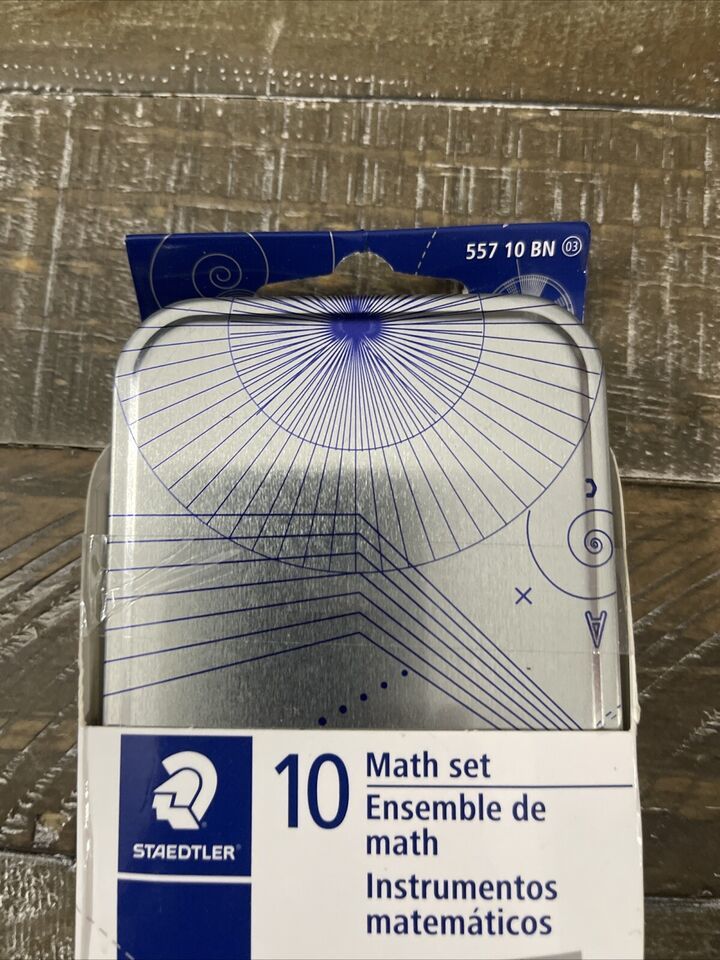 557 10 BN 03
STAEDTLER®
10
Math set
Ensemble de
math
Instrumentos
matemáticos